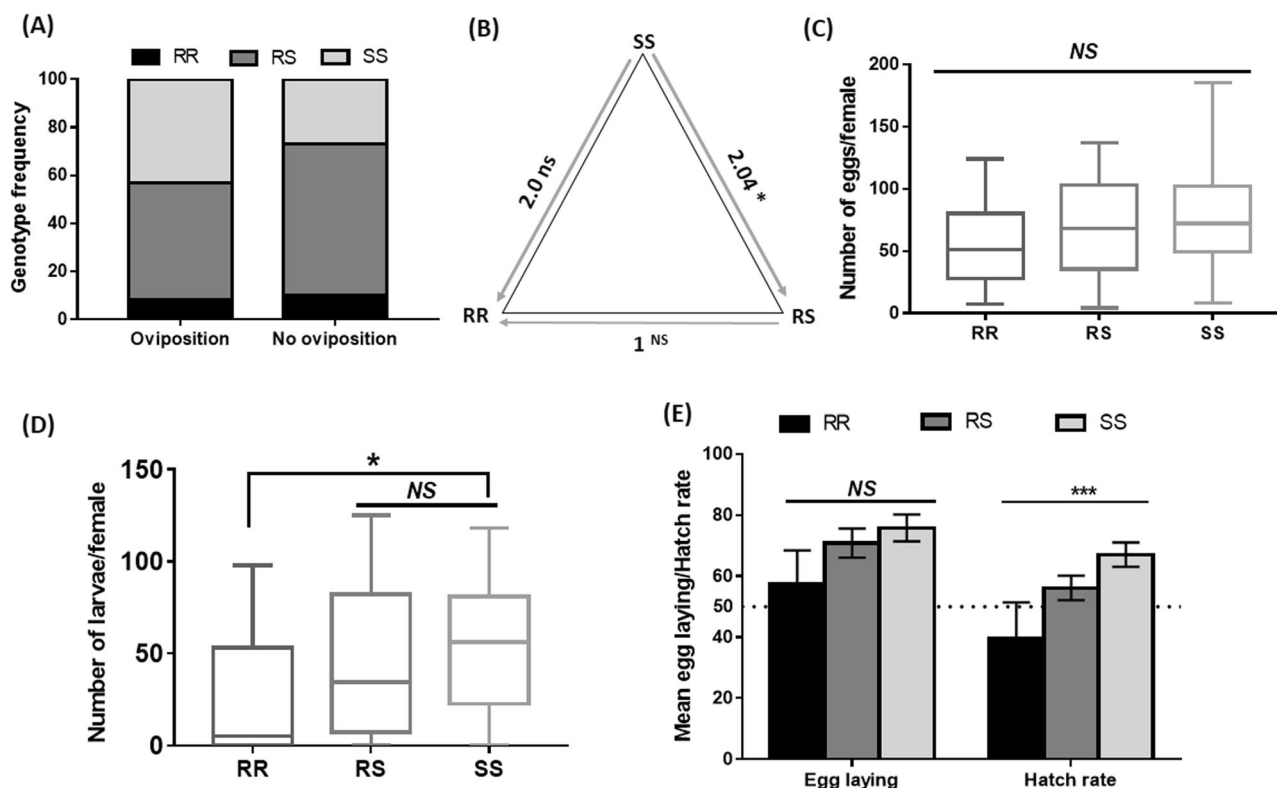 (A)
RR RS SS
Genotype frequency
100
80
60
40
20
0
Oviposition No oviposition
(B)
SS
2.0 ns
2.04 *
RR
RS
1 NS
(C)
NS
Number of eggs/female
200
150
100
50
0
RR RS SS
(D)
*
NS
Number of larvae/female
150
100
50
0
RR RS SS
(E)
RR RS SS
NS
***
Mean egg laying/Hatch rate
100
80
60
50
40
20
0
Egg laying Hatch rate